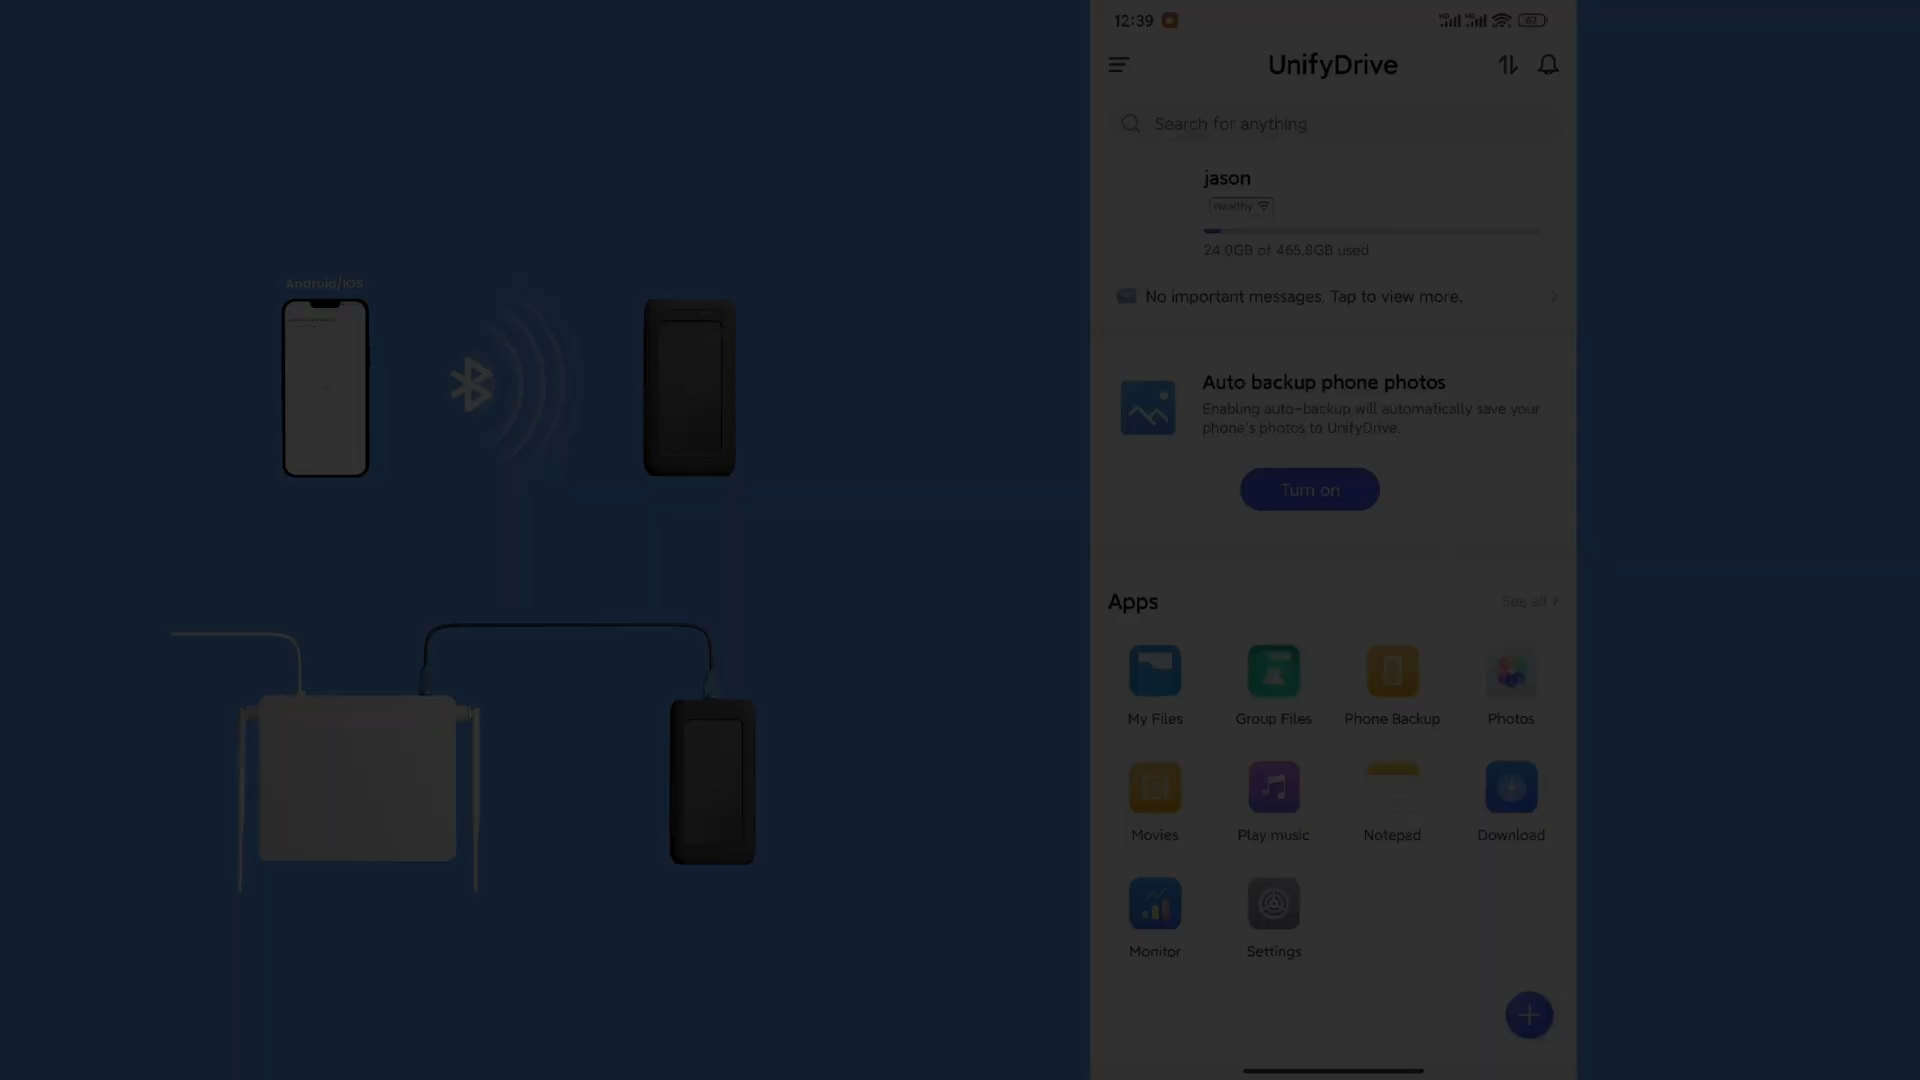 Android/iOS
12:39
67
UnifyDrive
Search for anything
jason
Healthy
24.0GB of 465.8GB used
No important messages. Tap to view more.
Auto backup phone photos
Enabling auto-backup will automatically save your
phone's photos to UnifyDrive.
Turn on
Apps
See all
My Files
Group Files
Phone Backup
Photos
Movies
Play music
Notepad
Download
Monitor
Settings